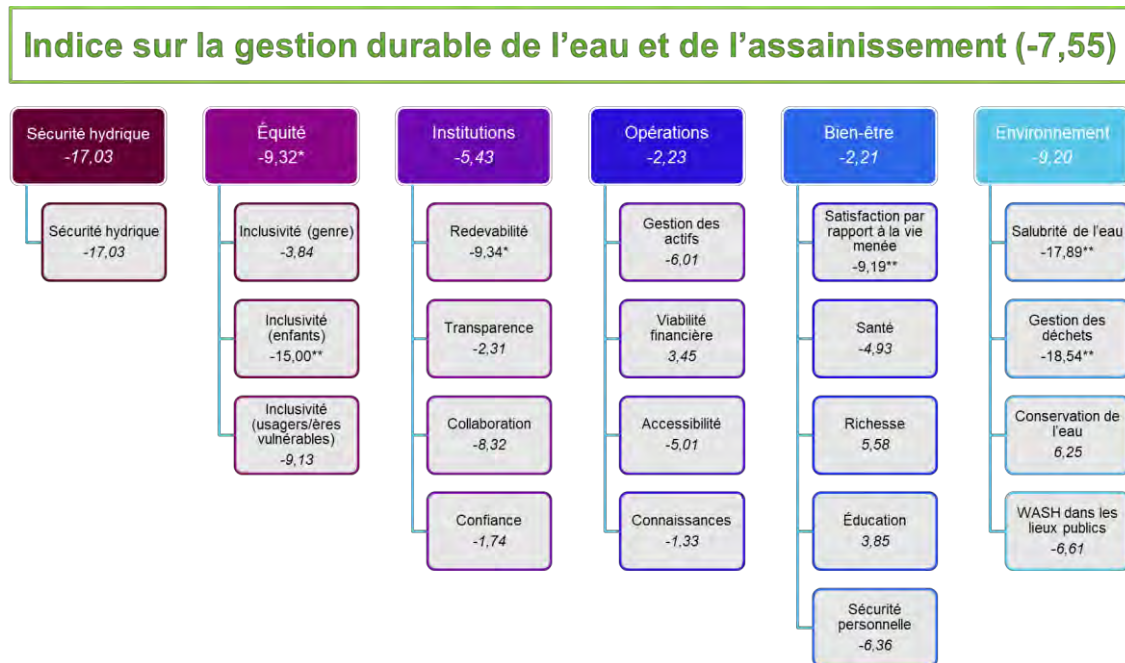 Indice sur la gestion durable de l'eau et de l'assainissement (-7,55)
Sécurité hydrique
-17,03
Sécurité hydrique
-17,03
Équité
-9,32*
Inclusivité (genre)
-3,84
Inclusivité
(enfants)
-15,00**
Inclusivité
(usagers/ères
vulnérables)
-9,13
Institutions
-5,43
Redevabilité
-9,34*
Transparence
-2,31
Collaboration
-8,32
Confiance
-1,74
Opérations
-2,23
Gestion des
actifs
-6,01
Viabilité
financière
3,45
Accessibilité
-5,01
Connaissances
-1,33
Bien-être
-2,21
Satisfaction par
rapport à la vie
menée
-9,19**
Santé
-4,93
Richesse
5,58
Éducation
3,85
Sécurité
personnelle
-6,36
Environnement
-9,20
Salubrité de l'eau
-17,89**
Gestion des
déchets
-18,54**
Conservation de
l'eau
6,25
WASH dans les
lieux publics
-6,61